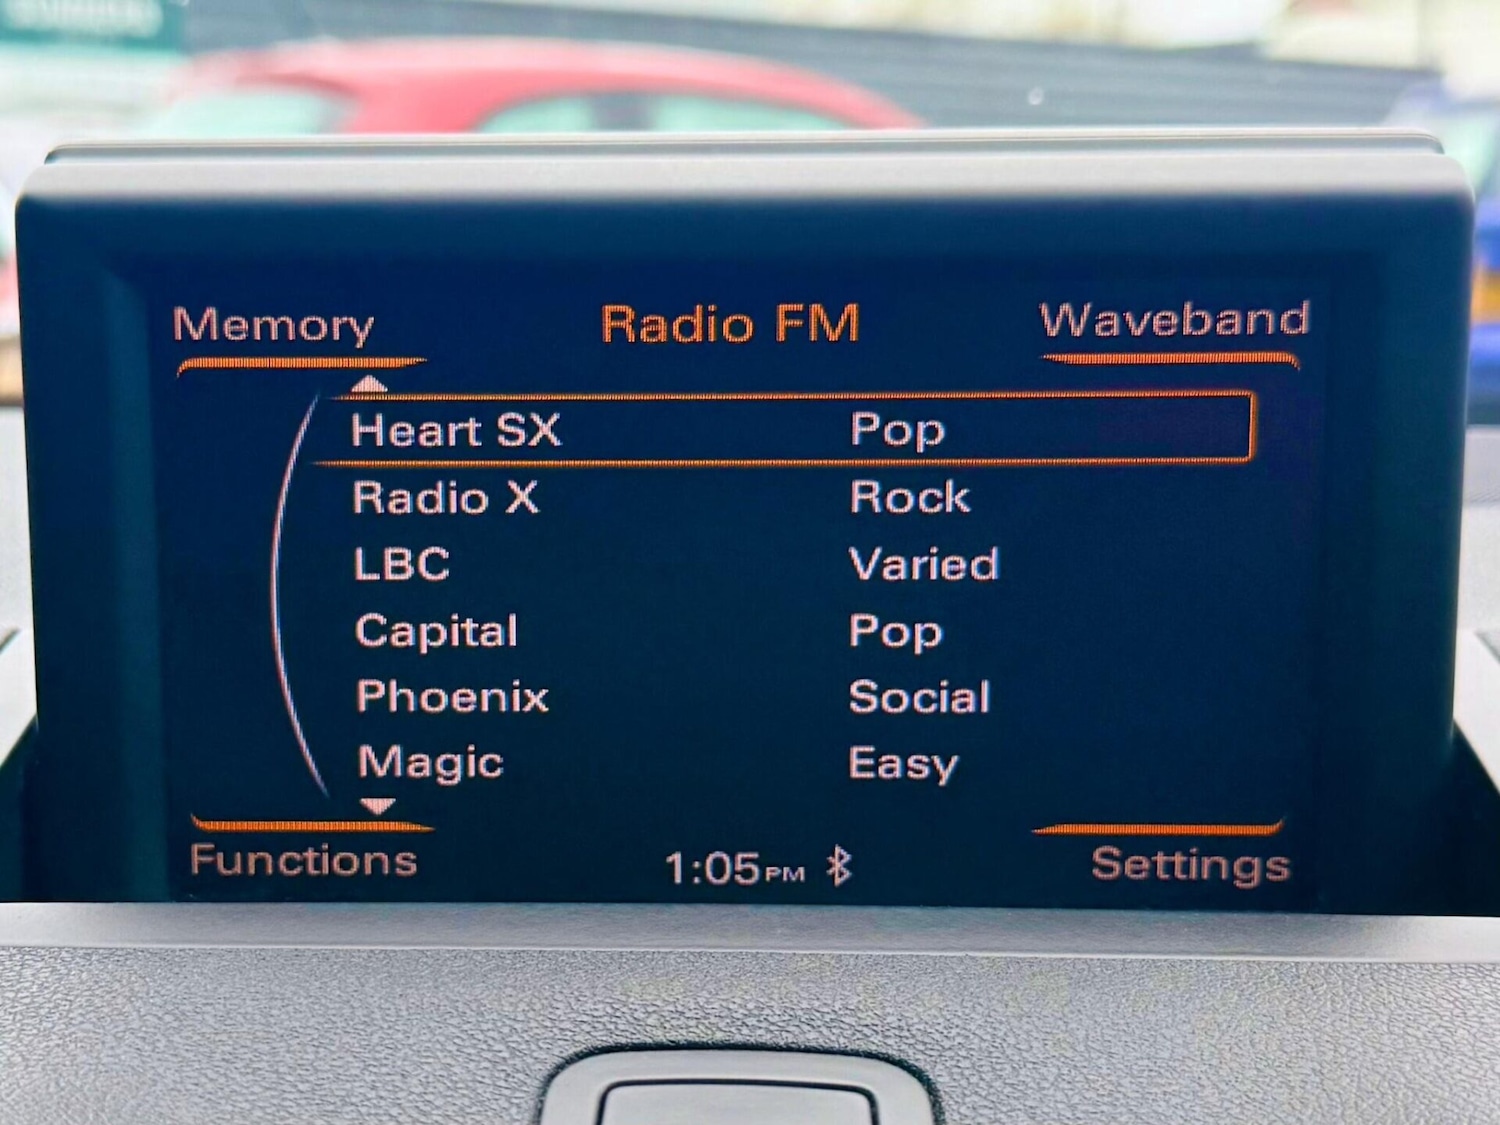 Memory Radio FM Waveband
Heart SX Pop
Radio X Rock
LBC Varied
Capital Pop
Phoenix Social
Magic Easy
Functions 1:05PM Settings